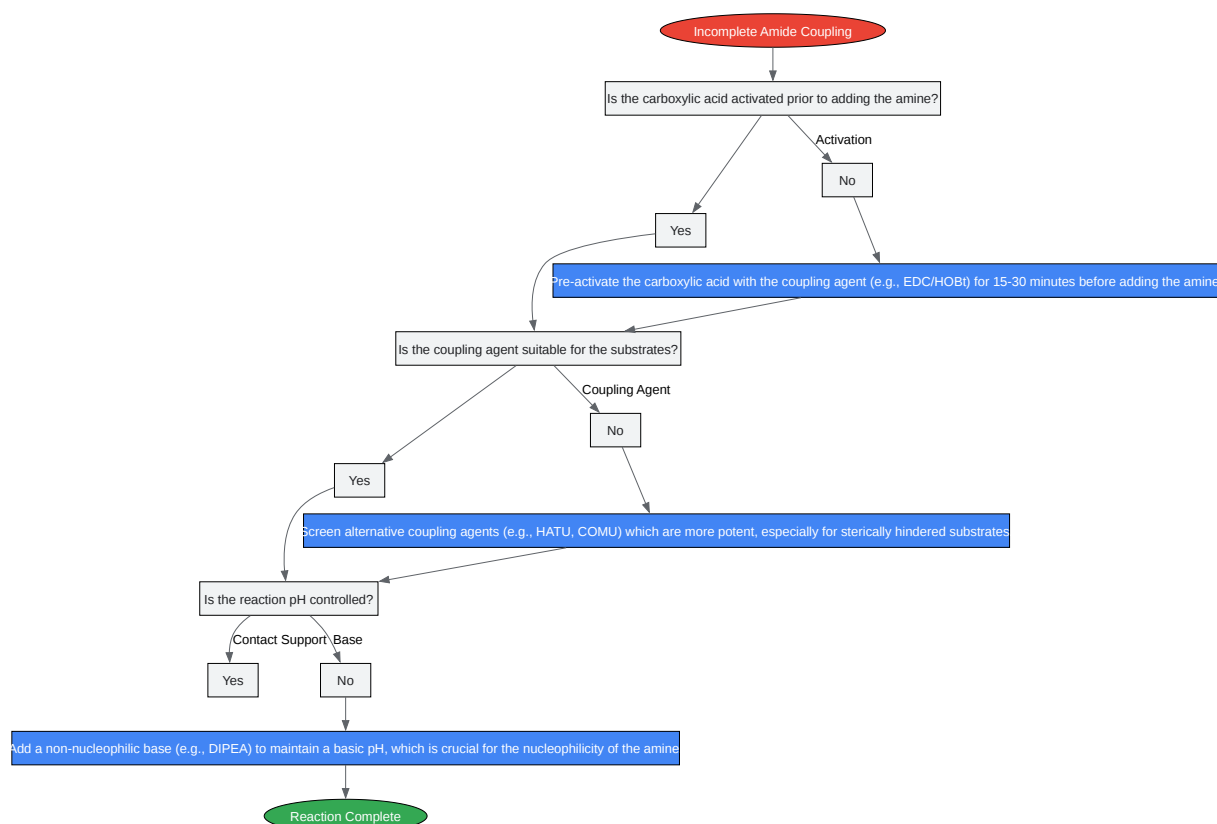 Incomplete Amide Coupling
Is the carboxylic acid activated prior to adding the amine?
Activation
No
Yes
Pre-activate the carboxylic acid with the coupling agent (e.g., EDC/HOBt) for 15-30 minutes before adding the amine
Is the coupling agent suitable for the substrates?
Coupling Agent
No
Yes
Screen alternative coupling agents (e.g., HATU, COMU) which are more potent, especially for sterically hindered substrates
Is the reaction pH controlled?
Contact Support
Base
Yes
No
Add a non-nucleophilic base (e.g., DIPEA) to maintain a basic pH, which is crucial for the nucleophilicity of the amine
Reaction Complete